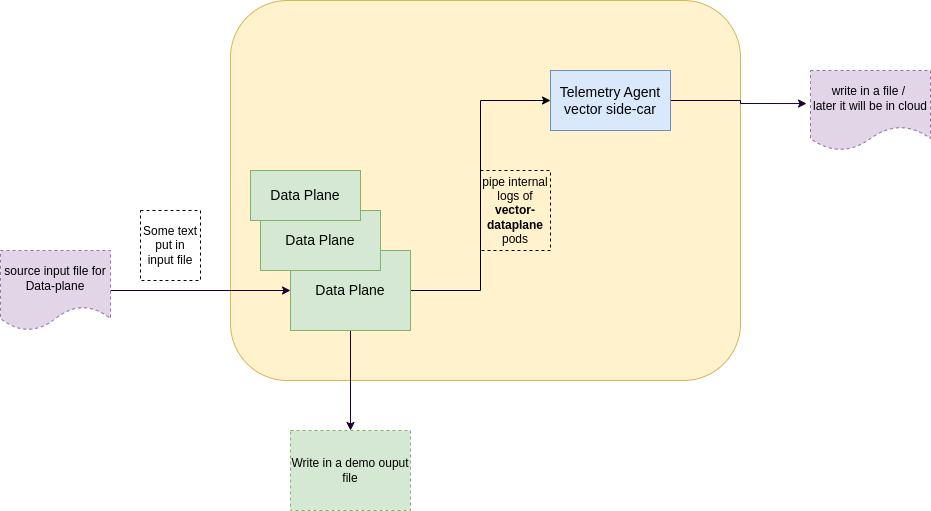 Telemetry Agent
vector side-car
write in a file /
later it will be in cloud
Data Plane
pipe internal
logs of
vector-
dataplane
pods
Data Plane
Some text
put in
input file
source input file for
Data-plane
Data Plane
Write in a demo ouput
file